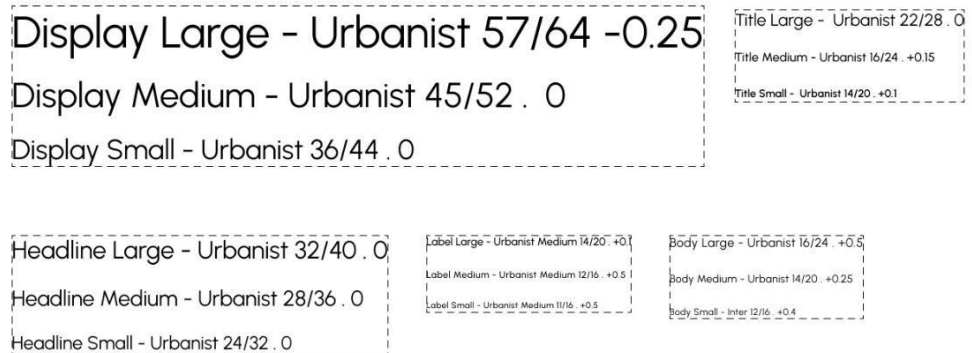 Display Large - Urbanist 57/64 -0.25
Display Medium - Urbanist 45/52 . 0
Display Small - Urbanist 36/44 . 0
Title Large - Urbanist 22/28 . 0
Title Medium - Urbanist 16/24 . +0.15
Title Small - Urbanist 14/20 . +0.1
Headline Large - Urbanist 32/40 . 0
Headline Medium - Urbanist 28/36 . 0
Headline Small - Urbanist 24/32 . 0
Label Large - Urbanist Medium 14/20 . +0.1
Label Medium - Urbanist Medium 12/16 . +0.5
Label Small - Urbanist Medium 11/16 . +0.5
Body Large - Urbanist 16/24 . +0.5
Body Medium - Urbanist 14/20 . +0.25
Body Small - Inter 12/16 . +0.4